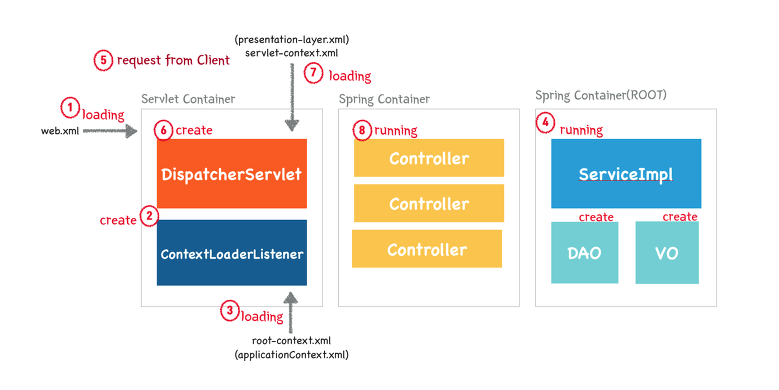 (presentation-layer.xml)
servlet-context.xml
5 request from Client
7 loading
1 loading
web.xml
Servlet Container
Spring Container
Spring Container(ROOT)
6 create
8 running
4 running
DispatcherServlet
Controller
Controller
Controller
ServiceImpl
create 2
create
create
ContextLoaderListener
DAO
VO
3 loading
root-context.xml
(applicationContext.xml)